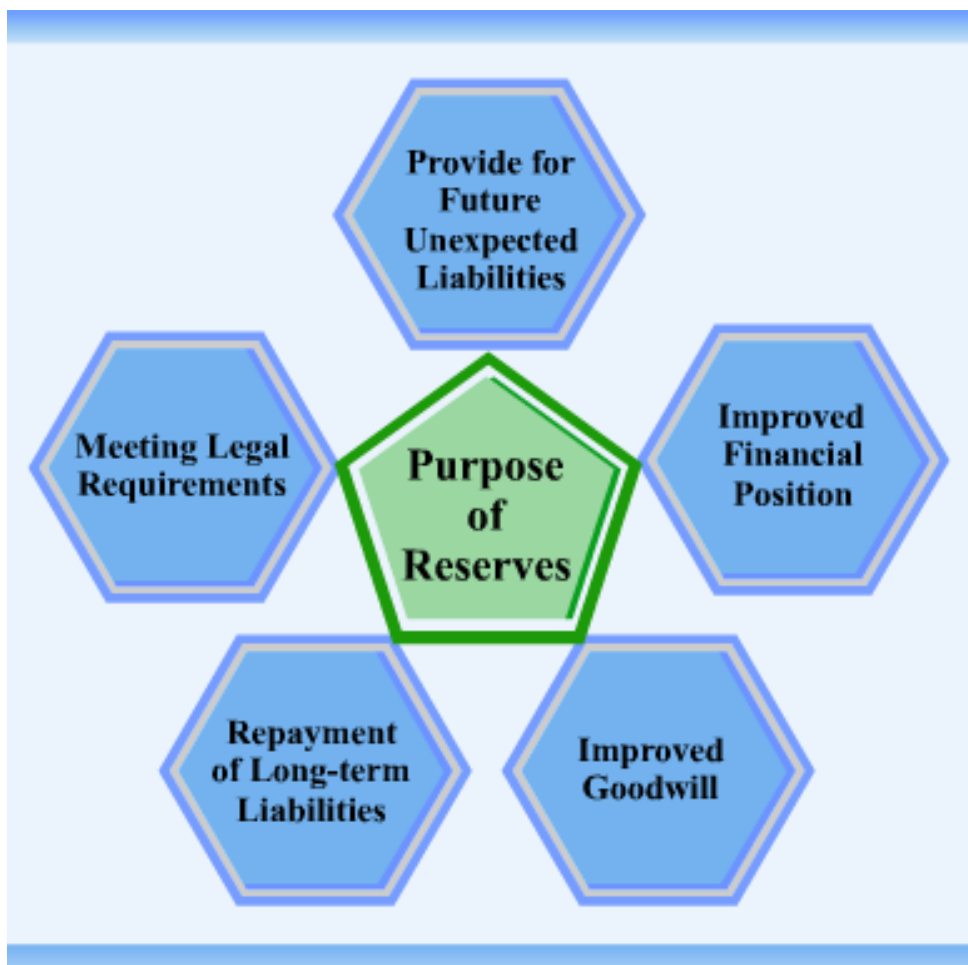 Provide for
Future
Unexpected
Liabilities
Meeting Legal
Requirements
Purpose
of
Reserves
Improved
Financial
Position
Repayment
of Long-term
Liabilities
Improved
Goodwill